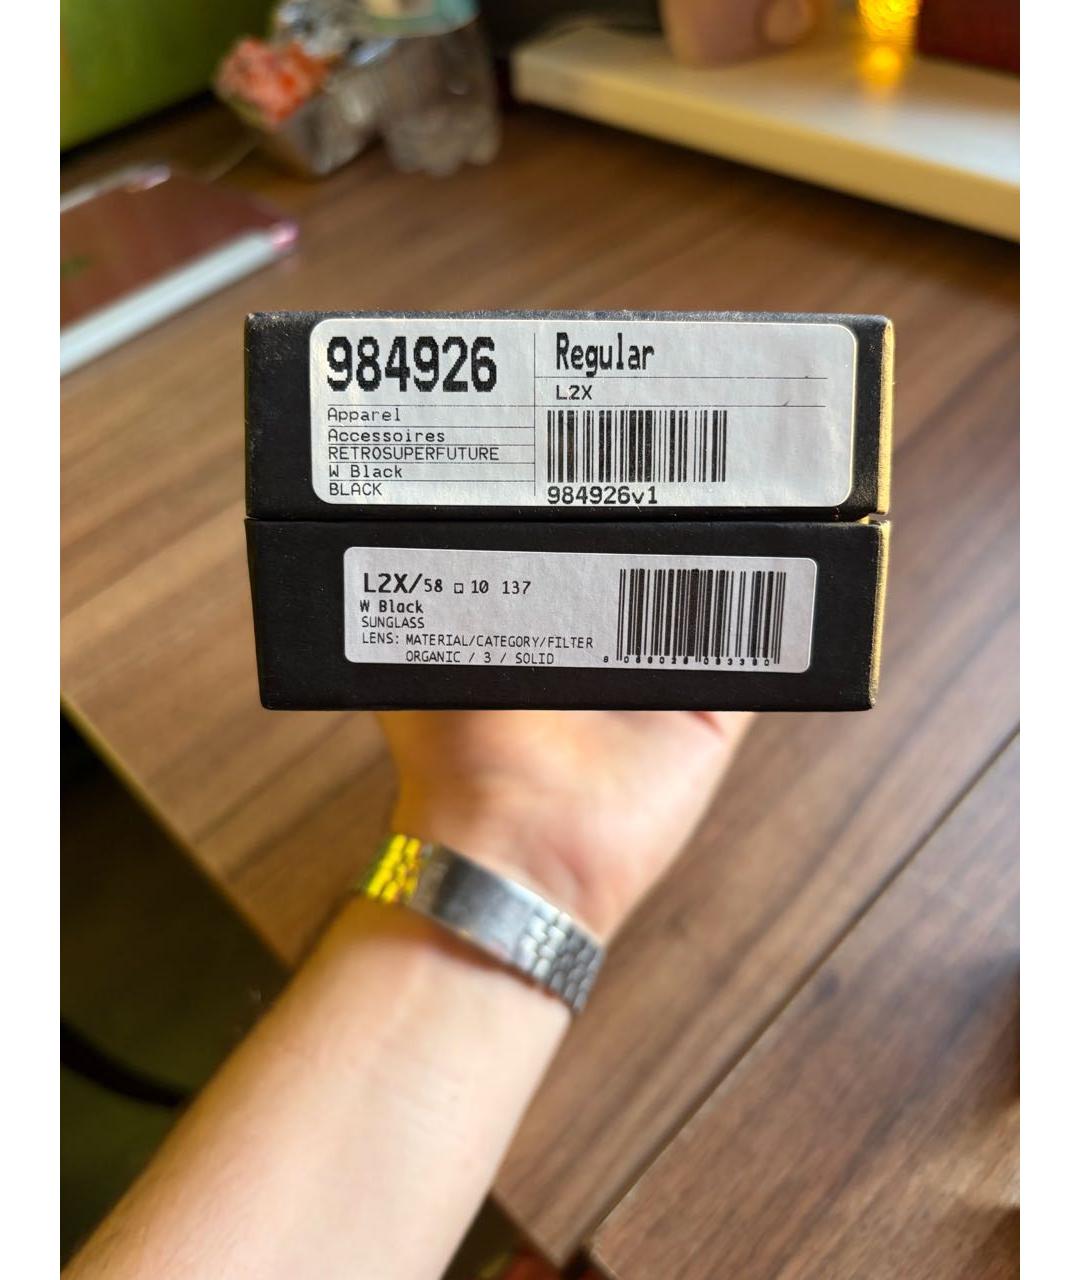 984926
Apparel
Accessoires
RETROSUPERFUTURE
W Black
BLACK
Regular
L2X
984926v1
L2X/58 □ 10 137
W Black
SUNGLASS
LENS: MATERIAL/CATEGORY/FILTER
ORGANIC / 3 / SOLID